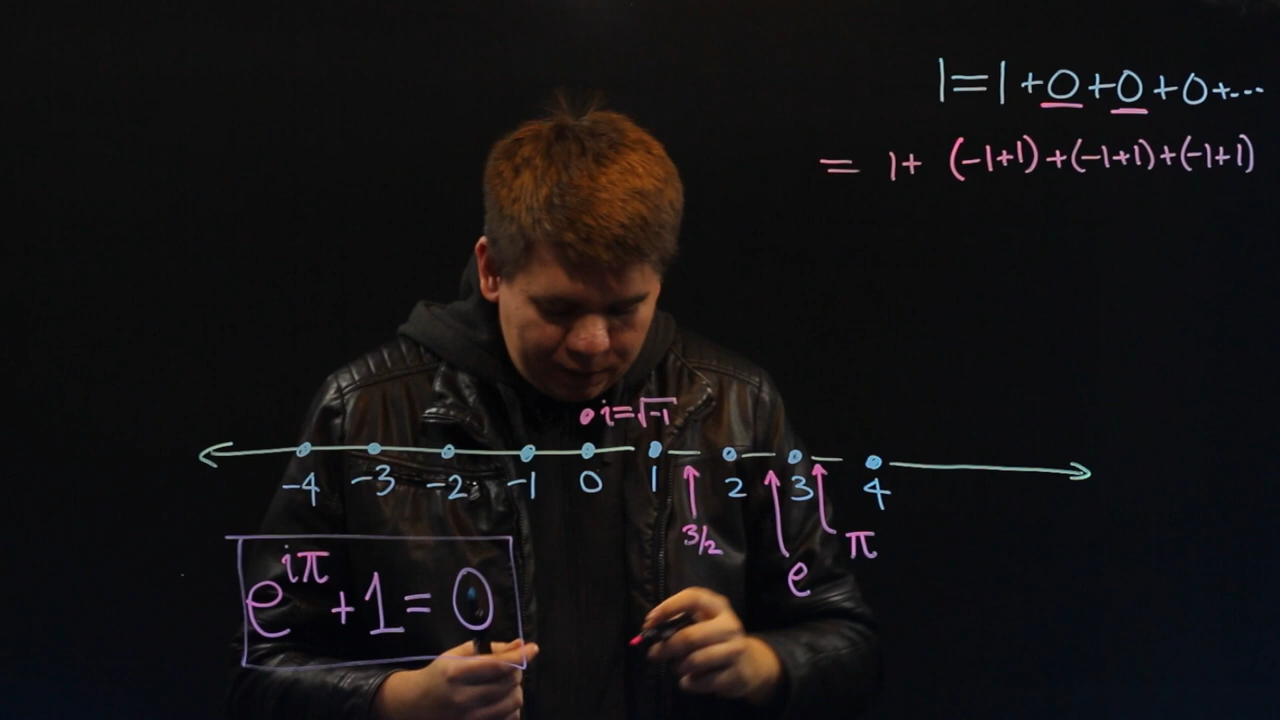 1=1+0+0+0+...
= 1+ (-1+1)+(-1+1)+(-1+1)
i=√-1
-4 -3 -2 -1 0 1 2 3 4
3/2 e π
e^{iπ}+1=0